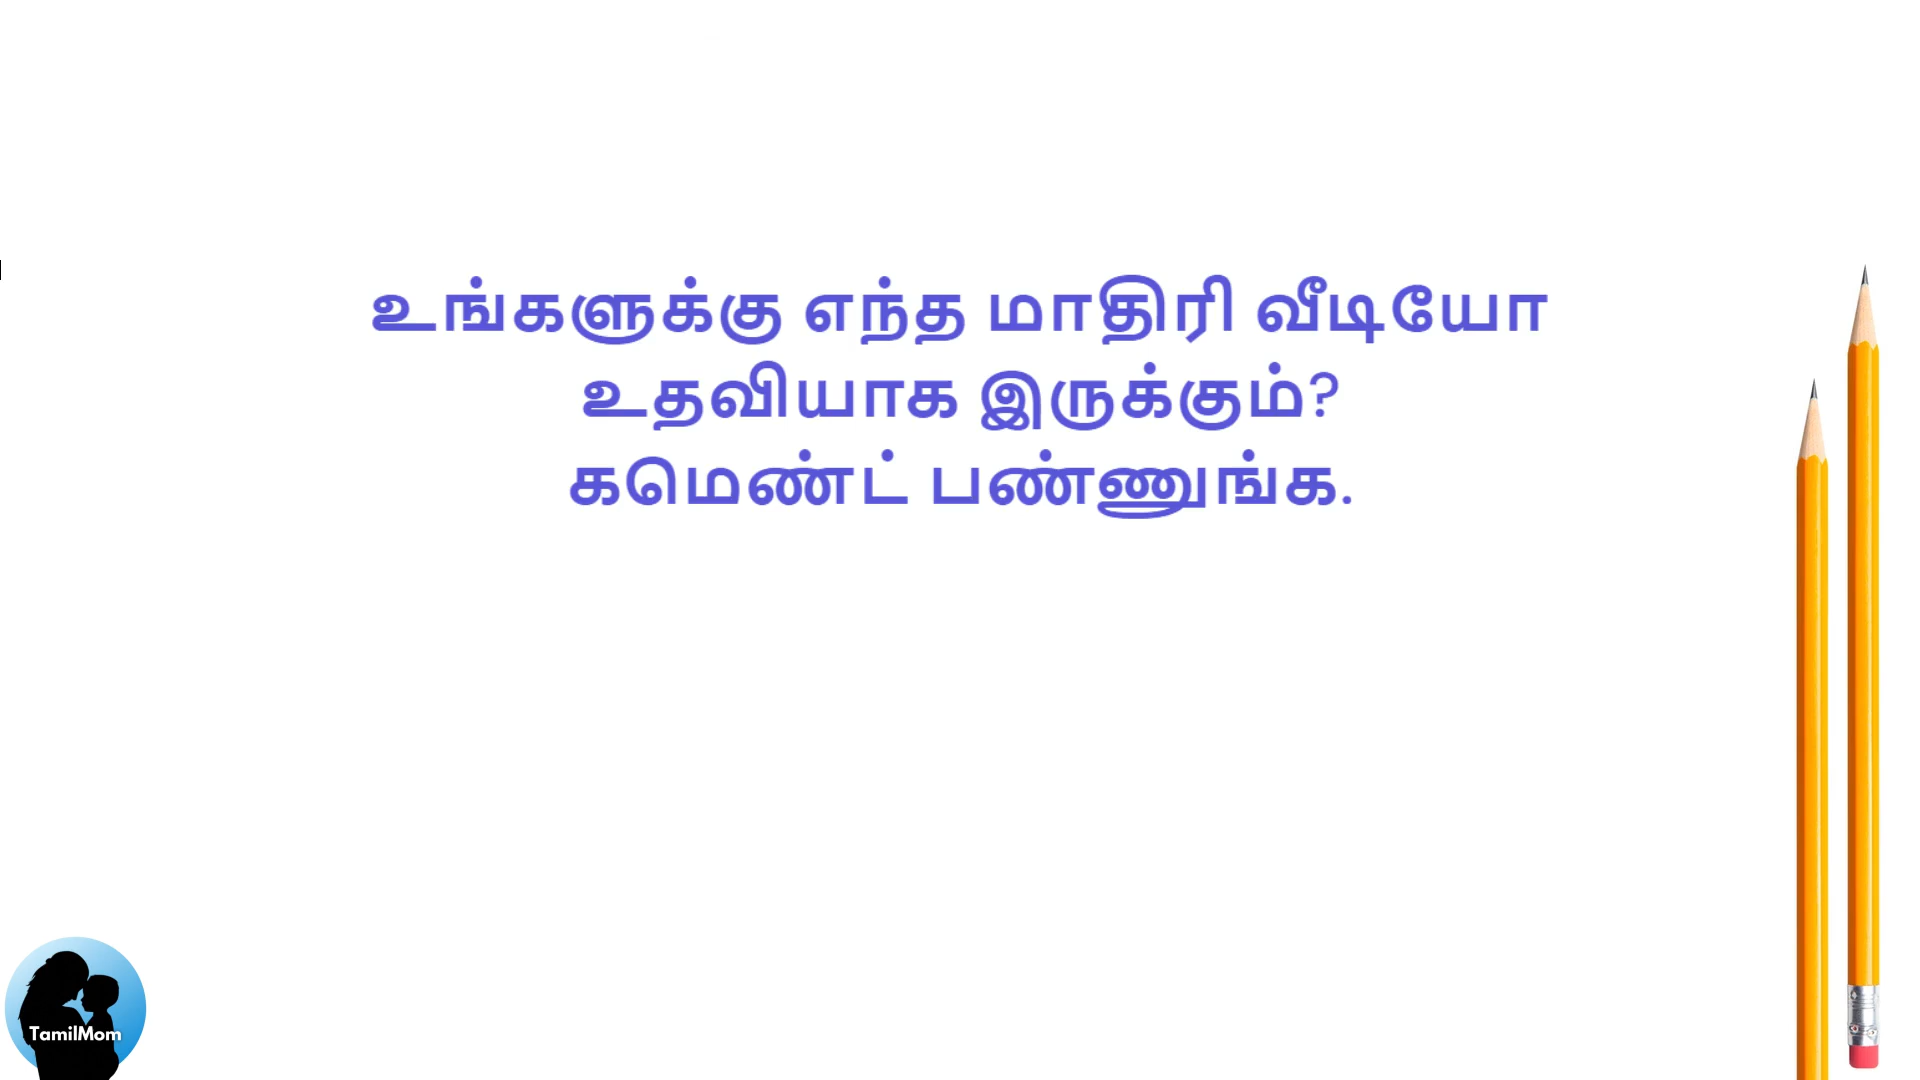 உங்களுக்கு எந்த மாதிரி வீடியோ
உதவியாக இருக்கும்?
கமெண்ட் பண்ணுங்க.
TamilMom